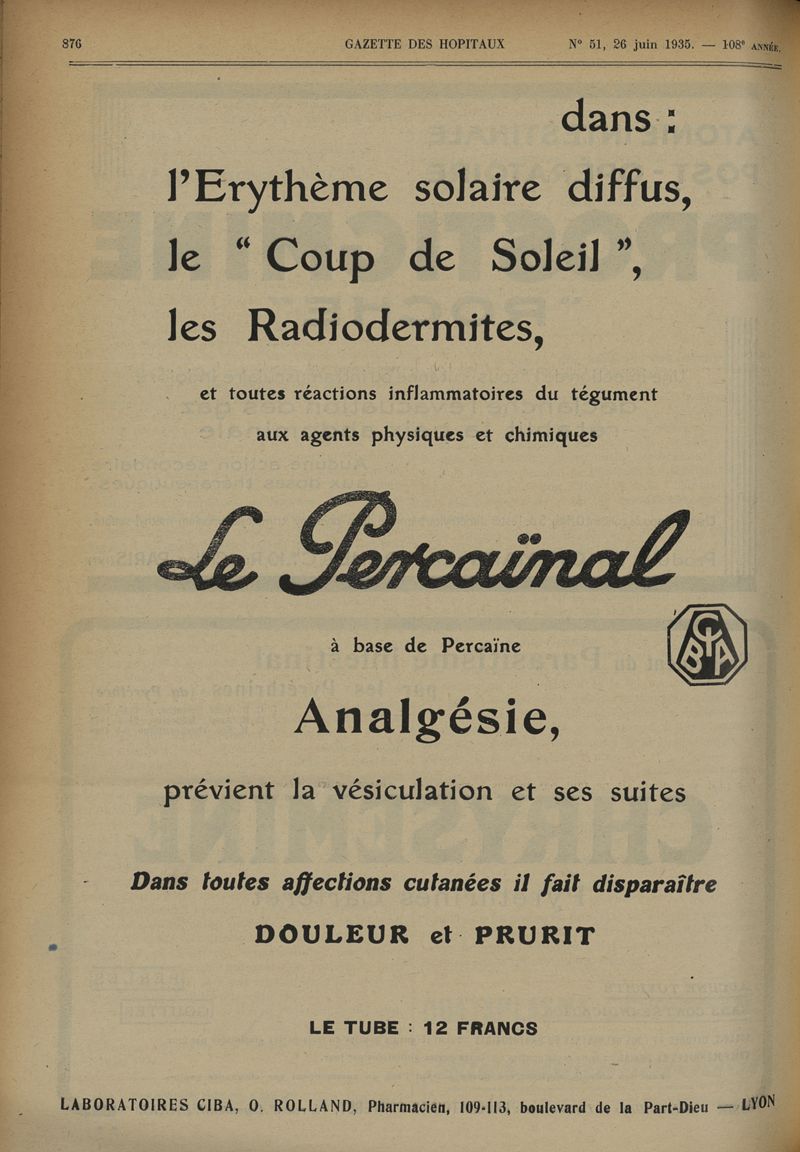 876 GAZETTE DES HOPITAUX N° 51, 26 juin 1935. — 108e ANNÉE.
dans :
l'Erythème solaire diffus,
le “ Coup de Soleil ”,
les Radiodermites,
et toutes réactions inflammatoires du tégument
aux agents physiques et chimiques
Le Percaïnal
à base de Percaïne
CIBA
Analgésie,
prévient la vésiculation et ses suites
Dans toutes affections cutanées il fait disparaître
DOULEUR et PRURIT
LE TUBE : 12 FRANCS
LABORATOIRES CIBA, O. ROLLAND, Pharmacien, 109-113, boulevard de la Part-Dieu — LYON